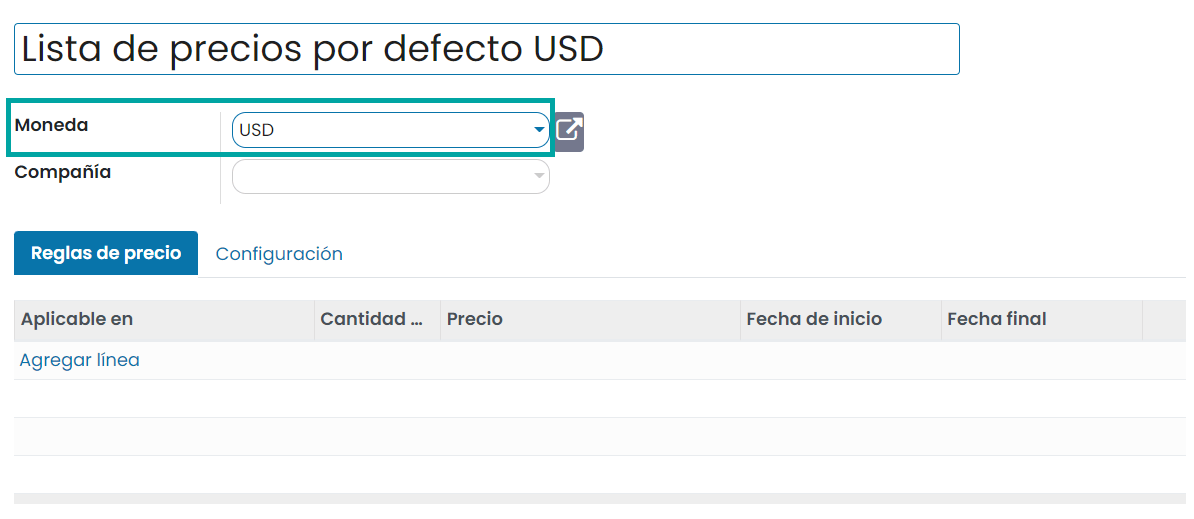 Lista de precios por defecto USD
Moneda USD
Compañía
Reglas de precio Configuración
Aplicable en Cantidad ... Precio Fecha de inicio Fecha final
Agregar línea